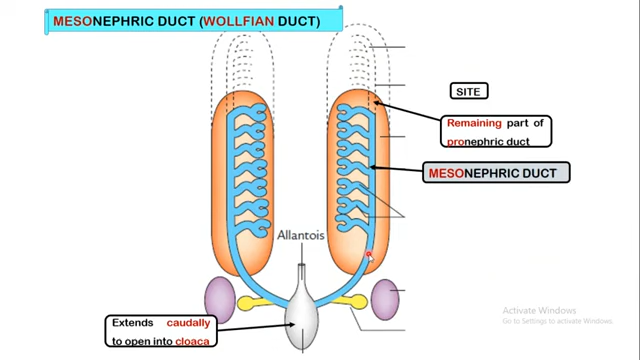 MESONEPHRIC DUCT (WOLLFIAN DUCT)
SITE
Remaining part of
pronephric duct
MESONEPHRIC DUCT
Allantois
Extends caudally
to open into cloaca
Activate Windows
Go to Settings to activate Windows.